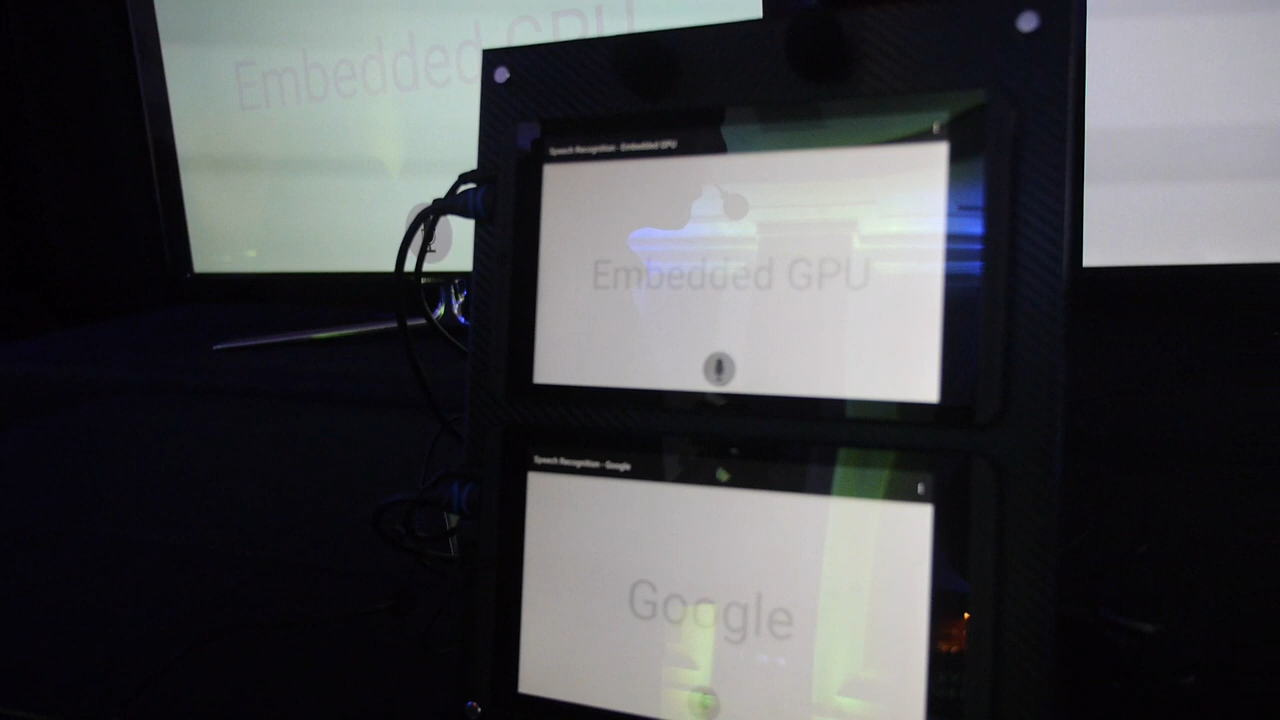 Embedded GPU
Speech Recognition - Embedded GPU
Embedded GPU
Speech Recognition - Google
Google